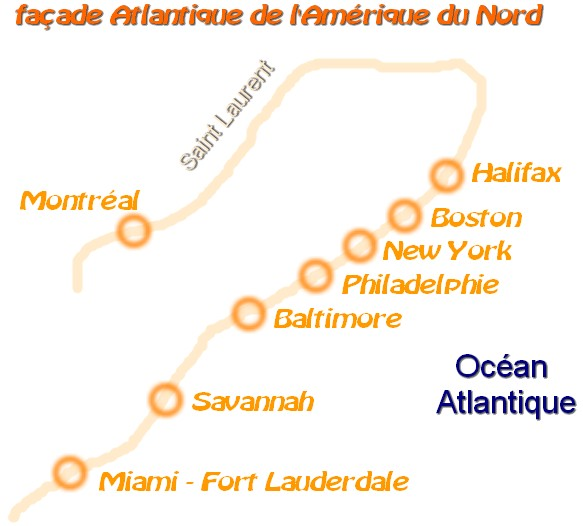 façade Atlantique de l'Amérique du Nord
Saint Laurent
Halifax
Montréal
Boston
New York
Philadelphie
Baltimore
Océan
Atlantique
Savannah
Miami - Fort Lauderdale